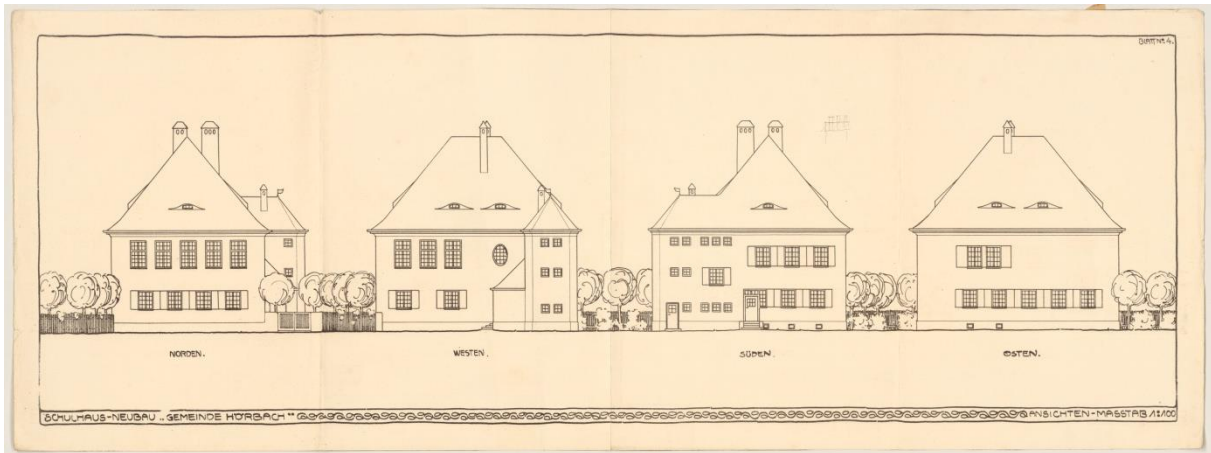 BLATT No 4.
NORDEN.
WESTEN.
SÜDEN.
OSTEN.
SCHULHAUS-NEUBAU „GEMEINDE HÖRBACH“ ANSICHTEN-MASSTAB 1:100